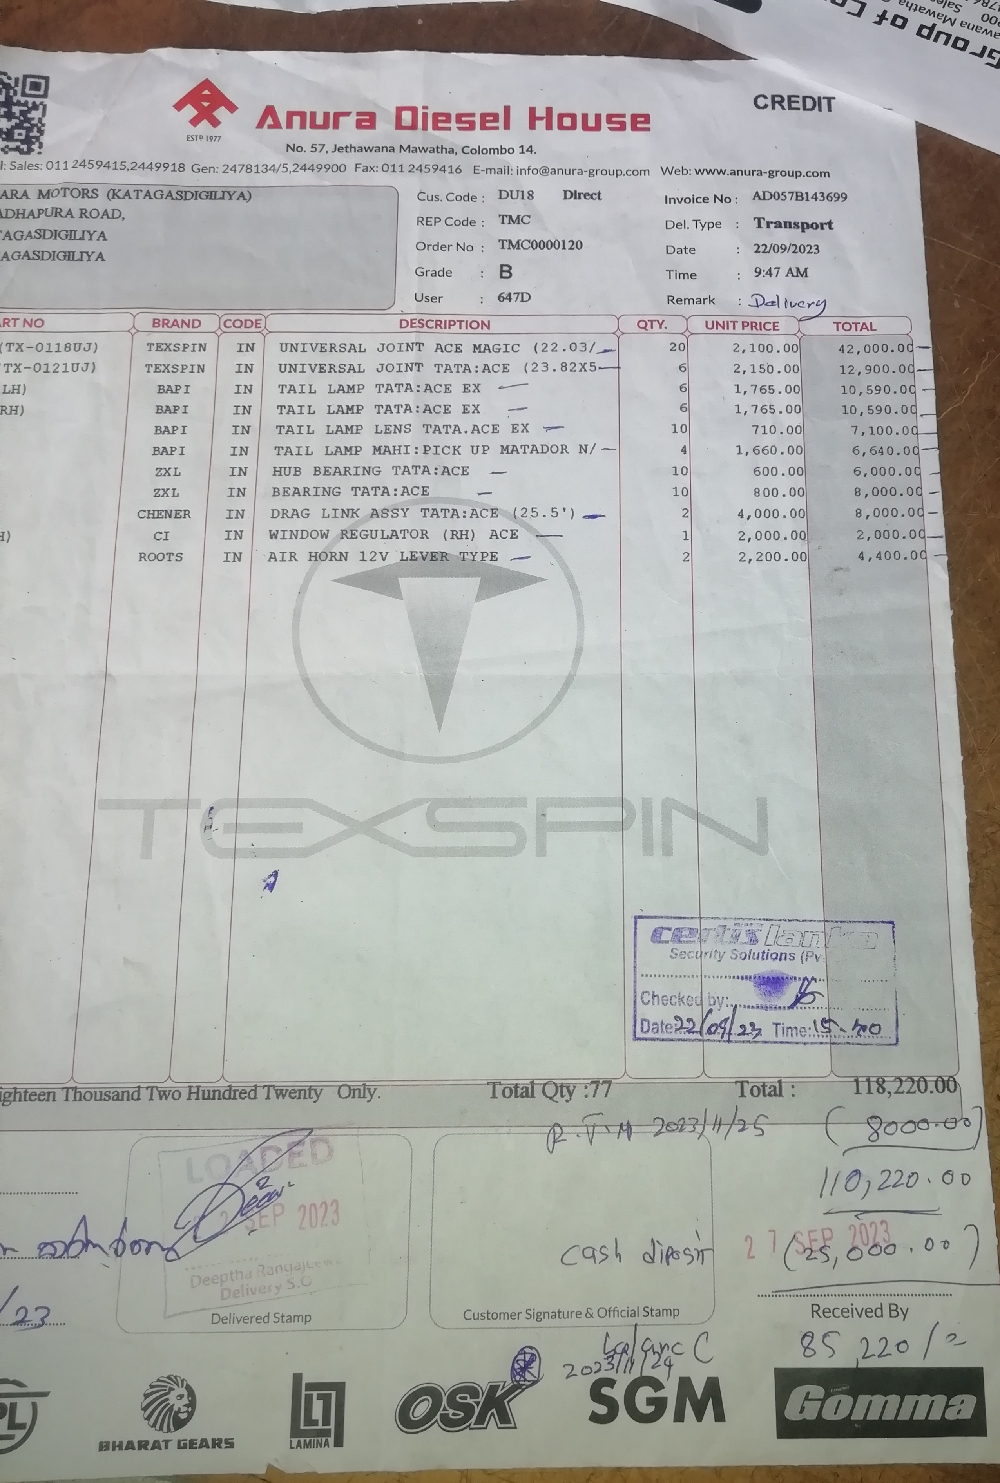 CREDIT
Anura Diesel House
ESTD 1977
No. 57, Jethawana Mawatha, Colombo 14.
Sales: 011 2459415,2449918 Gen: 2478134/5,2449900 Fax: 011 2459416 E-mail: info@anura-group.com Web: www.anura-group.com
ARA MOTORS (KATAGASDIGILIYA)
ADHAPURA ROAD,
AGASDIGILIYA
AGASDIGILIYA
Cus. Code : DU18 Direct
REP Code : TMC
Order No : TMC0000120
Grade : B
User : 647D
Invoice No : AD057B143699
Del. Type : Transport
Date : 22/09/2023
Time : 9:47 AM
Remark : Delivery
RT NO BRAND CODE DESCRIPTION QTY. UNIT PRICE TOTAL
(TX-0118UJ) TEXSPIN IN UNIVERSAL JOINT ACE MAGIC (22.03/ 20 2,100.00 42,000.00
TX-0121UJ) TEXSPIN IN UNIVERSAL JOINT TATA:ACE (23.82X5 6 2,150.00 12,900.00
LH) BAPI IN TAIL LAMP TATA:ACE EX 6 1,765.00 10,590.00
RH) BAPI IN TAIL LAMP TATA:ACE EX 6 1,765.00 10,590.00
BAPI IN TAIL LAMP LENS TATA.ACE EX 10 710.00 7,100.00
BAPI IN TAIL LAMP MAHI:PICK UP MATADOR N/ 4 1,660.00 6,640.00
ZXL IN HUB BEARING TATA:ACE 10 600.00 6,000.00
ZXL IN BEARING TATA:ACE 10 800.00 8,000.00
CHENER IN DRAG LINK ASSY TATA:ACE (25.5') 2 4,000.00 8,000.00
H) CI IN WINDOW REGULATOR (RH) ACE 1 2,000.00 2,000.00
ROOTS IN AIR HORN 12V LEVER TYPE 2 2,200.00 4,400.00
TEXSPIN
certis lanka
Security Solutions (Pv
Checked by:
Date: 22/09/23 Time: 15-40
ighteen Thousand Two Hundred Twenty Only. Total Qty :77 Total : 118,220.00
2023/11/25 (8000.00)
110,220.00
LOADED
SEP 2023
Deeptha Rangajeewa
Delivery S.O
Delivered Stamp
/23
cash diposit 27 SEP 2023 (25,000.00)
Customer Signature & Official Stamp
Received By
85,220/=
2023/11/24
BHARAT GEARS
LAMINA
OSK
SGM
Gomma